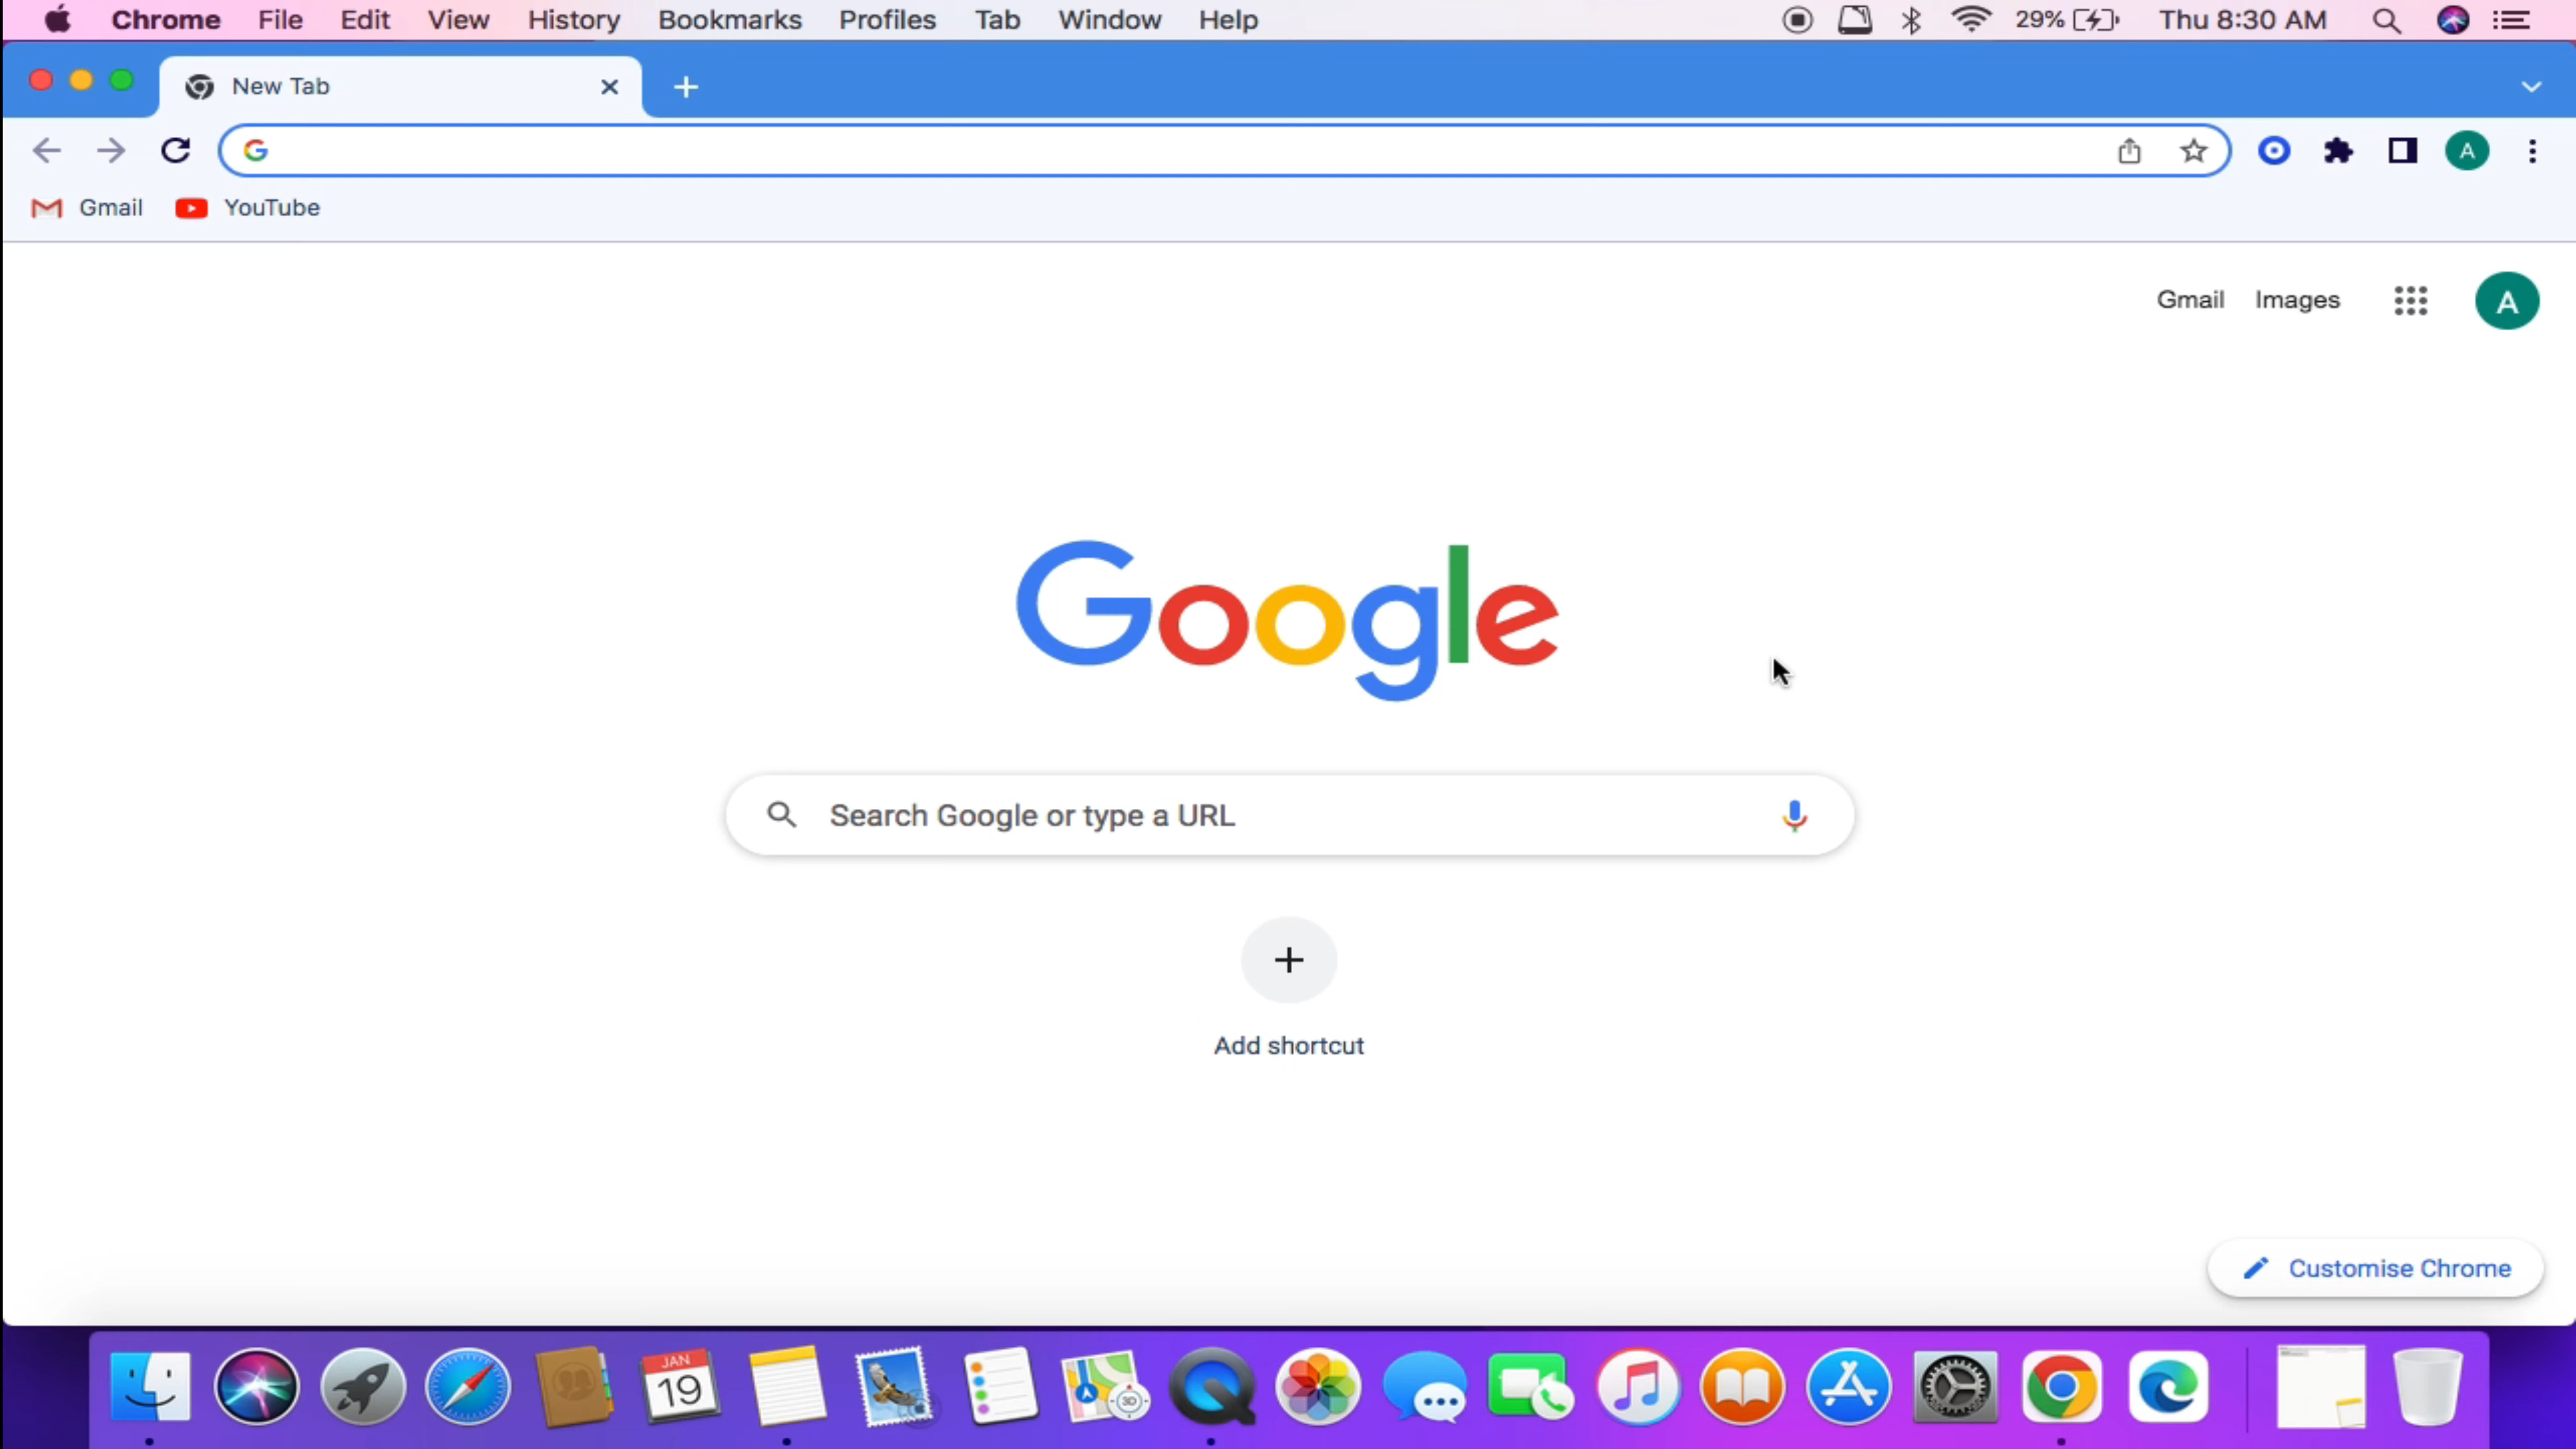 Chrome File Edit View History Bookmarks Profiles Tab Window Help 29% Thu 8:30 AM
New Tab
A
Gmail YouTube
Gmail Images A
Google
Search Google or type a URL
Add shortcut
Customise Chrome
JAN
19
3D